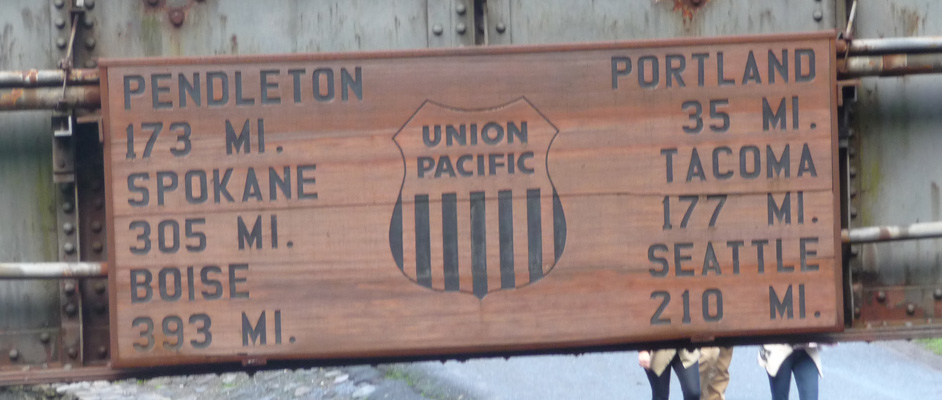 PENDLETON
173 MI.
SPOKANE
305 MI.
BOISE
393 MI.
UNION
PACIFIC
PORTLAND
35 MI.
TACOMA
177 MI.
SEATTLE
210 MI.